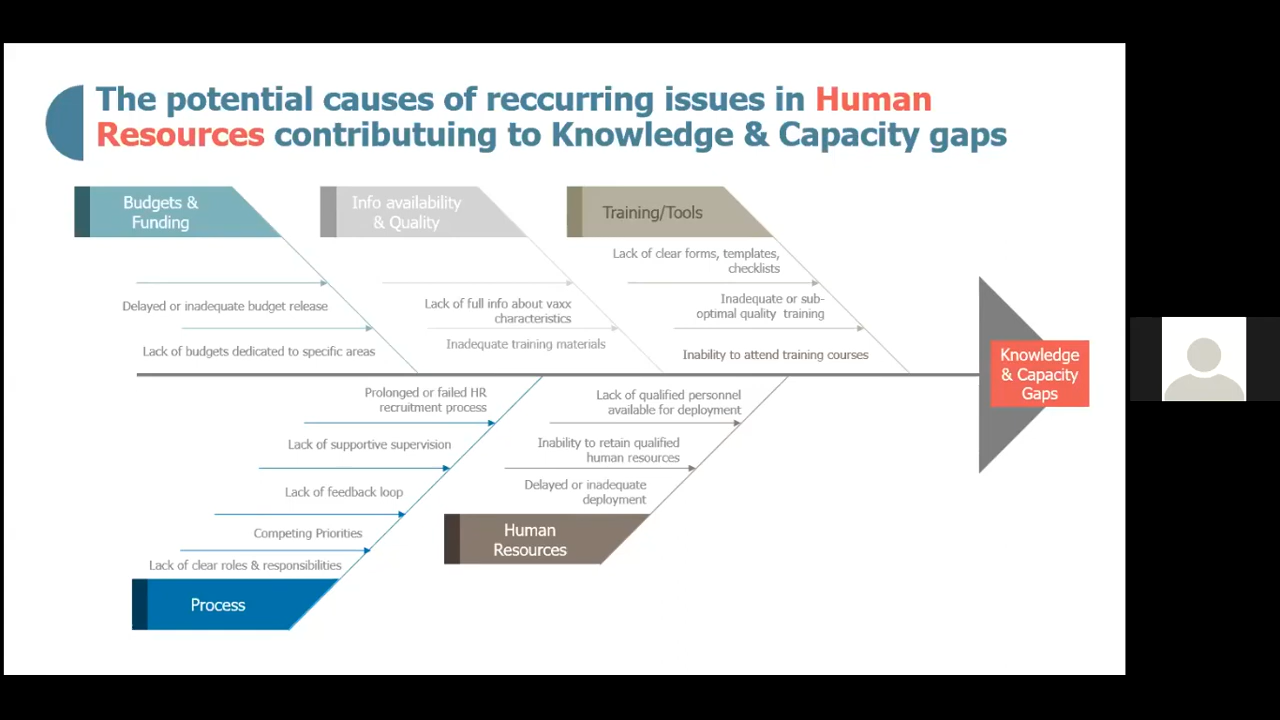 The potential causes of reccurring issues in Human
Resources contributuing to Knowledge & Capacity gaps
Budgets &
Funding
Info availability
& Quality
Training/Tools
Lack of clear forms, templates,
checklists
Delayed or inadequate budget release
Lack of full info about vaxx
characteristics
Inadequate or sub-
optimal quality training
Lack of budgets dedicated to specific areas
Inadequate training materials
Inability to attend training courses
Knowledge
& Capacity
Gaps
Prolonged or failed HR
recruitment process
Lack of supportive supervision
Lack of feedback loop
Competing Priorities
Lack of clear roles & responsibilities
Process
Lack of qualified personnel
available for deployment
Inability to retain qualified
human resources
Delayed or inadequate
deployment
Human
Resources